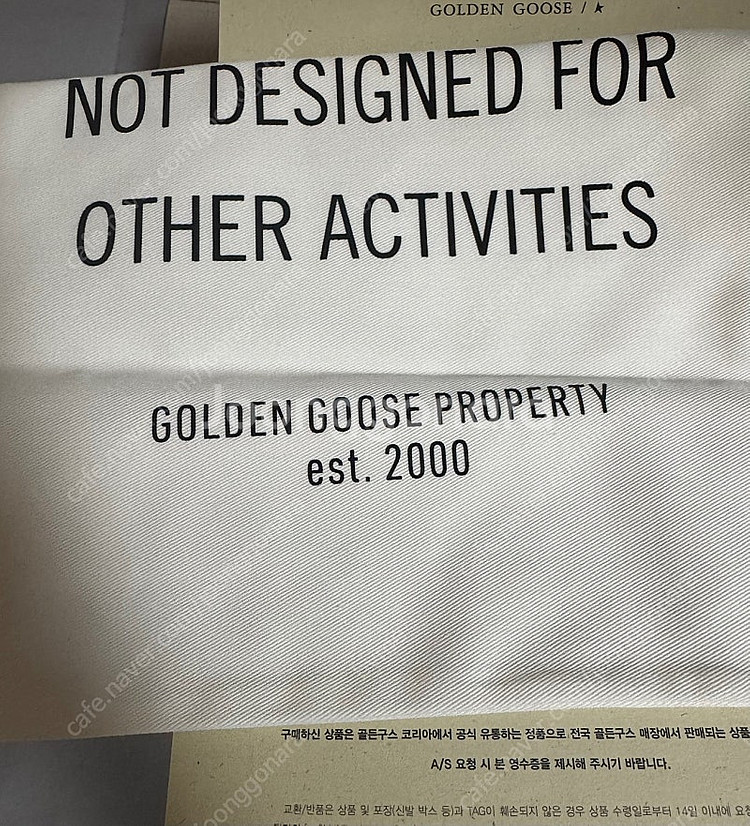 GOLDEN GOOSE / ★
NOT DESIGNED FOR
OTHER ACTIVITIES
GOLDEN GOOSE PROPERTY
est. 2000
구매하신 상품은 골든구스 코리아에서 공식 유통하는 정품으로 전국 골든구스 매장에서 판매되는 상품
A/S 요청 시 본 영수증을 제시해 주시기 바랍니다.
교환/반품은 상품 및 포장(신발 박스 등)과 TAG이 훼손되지 않은 경우 상품 수령일로부터 14일 이내에
cafe.naver.com/joonggonara